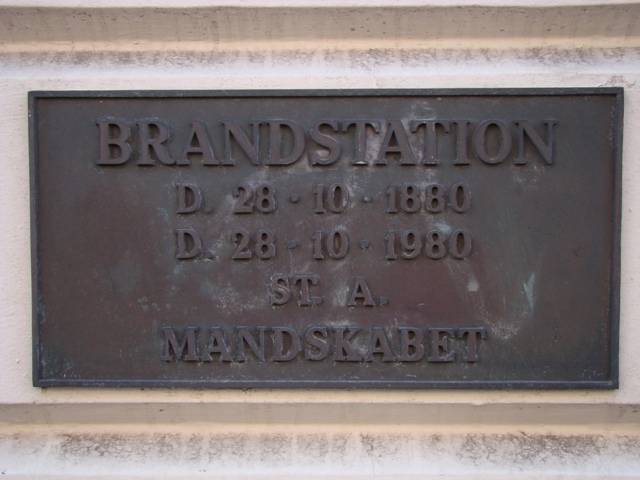 BRANDSTATION
D. 28 · 10 · 1880
D. 28 · 10 · 1980
ST. A.
MANDSKABET